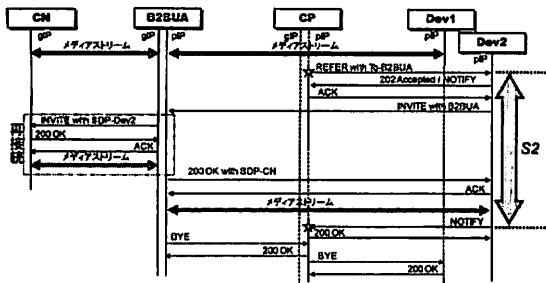 CN
B2BUA
CP
Dev1
Dev2
gIP
gIP
pIP
gIP
pIP
pIP
pIP
メディアストリーム
メディアストリーム
REFER with To-B2BUA
202 Accepted / NOTIFY
ACK
INVITE with B2BUA
INVITE with SDP-Dev2
200 OK
ACK
メディアストリーム
200 OK with SDP-CN
ACK
メディアストリーム
S2
NOTIFY
200 OK
BYE
200 OK
BYE
200 OK